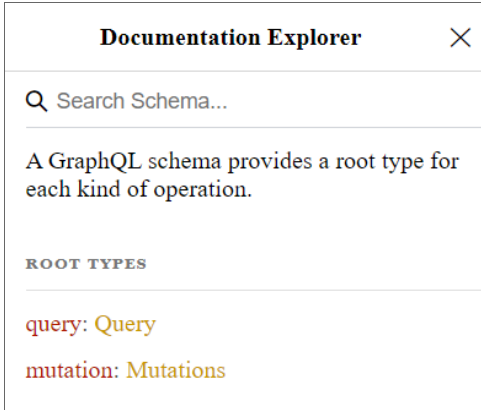 Documentation Explorer
Search Schema...
A GraphQL schema provides a root type for
each kind of operation.
ROOT TYPES
query: Query
mutation: Mutations